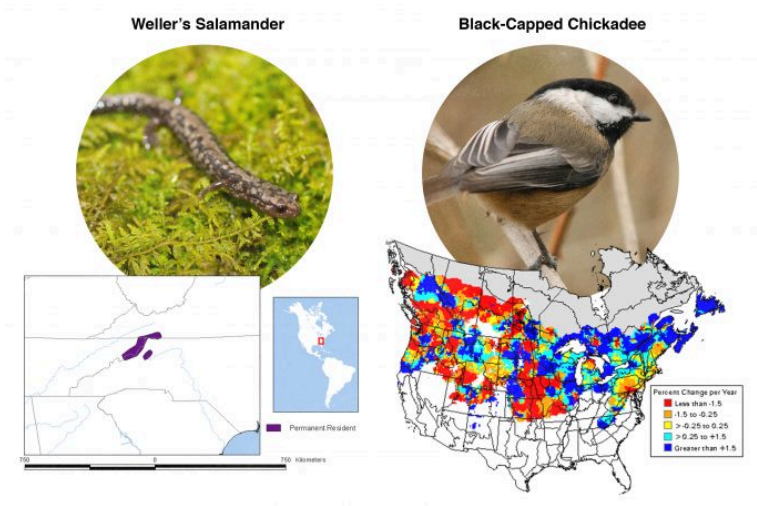 Weller's Salamander
Black-Capped Chickadee
Permanent Resident
750 0 750 Kilometers
Percent Change per Year
Less than -1.5
-1.5 to -0.25
> -0.25 to 0.25
> 0.25 to +1.5
Greater than +1.5